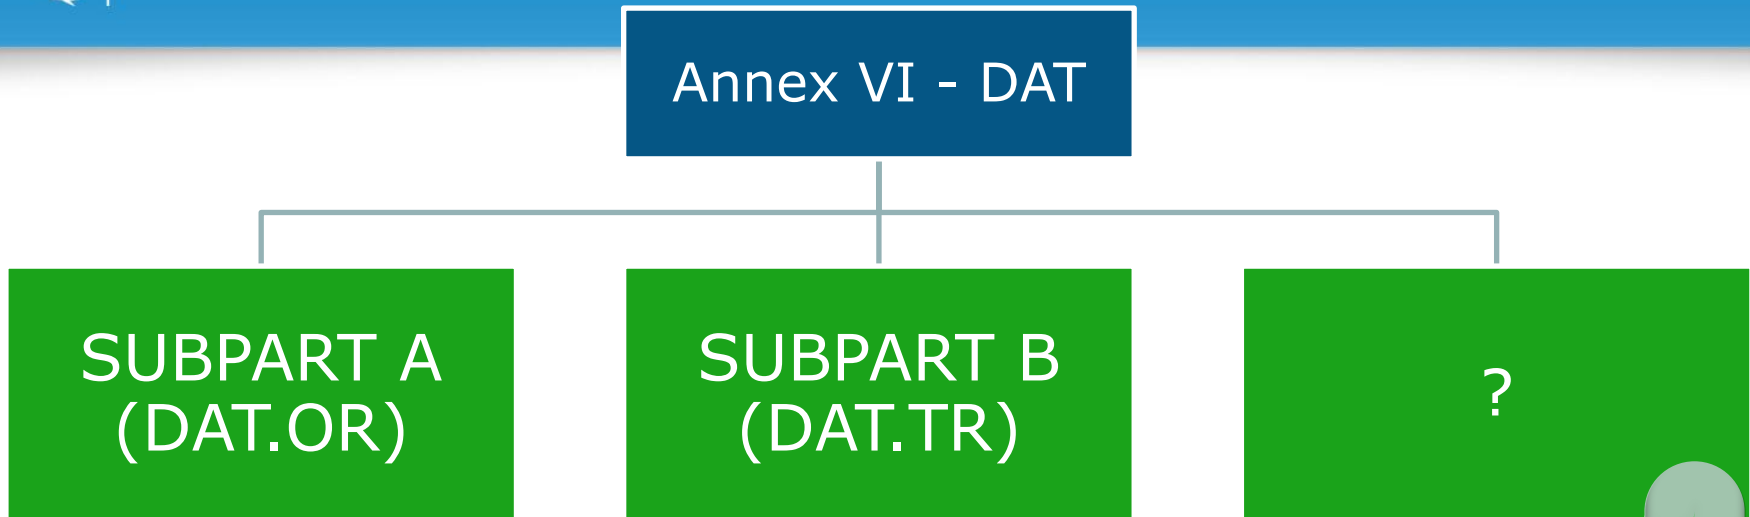 Annex VI - DAT
SUBPART A
(DAT.OR)
SUBPART B
(DAT.TR)
?